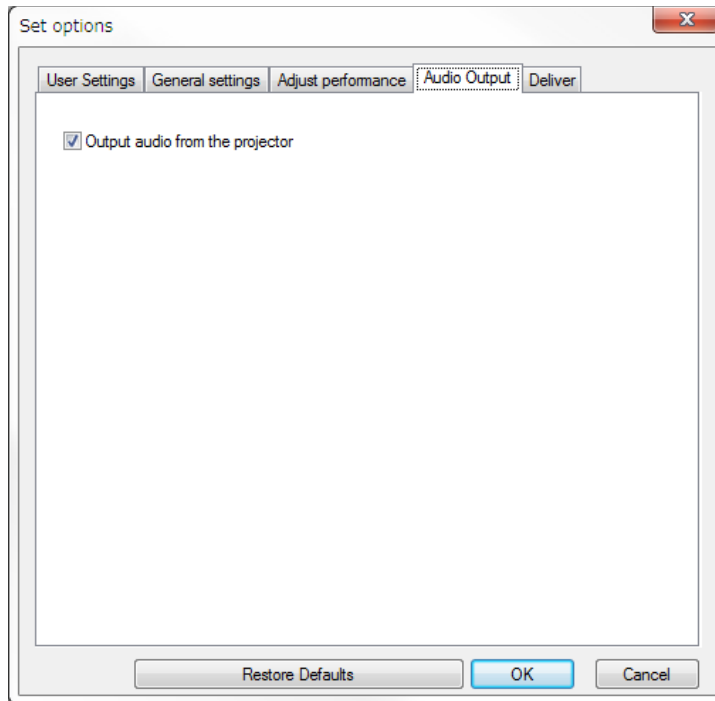 Set options
User Settings General settings Adjust performance Audio Output Deliver
Output audio from the projector
Restore Defaults OK Cancel